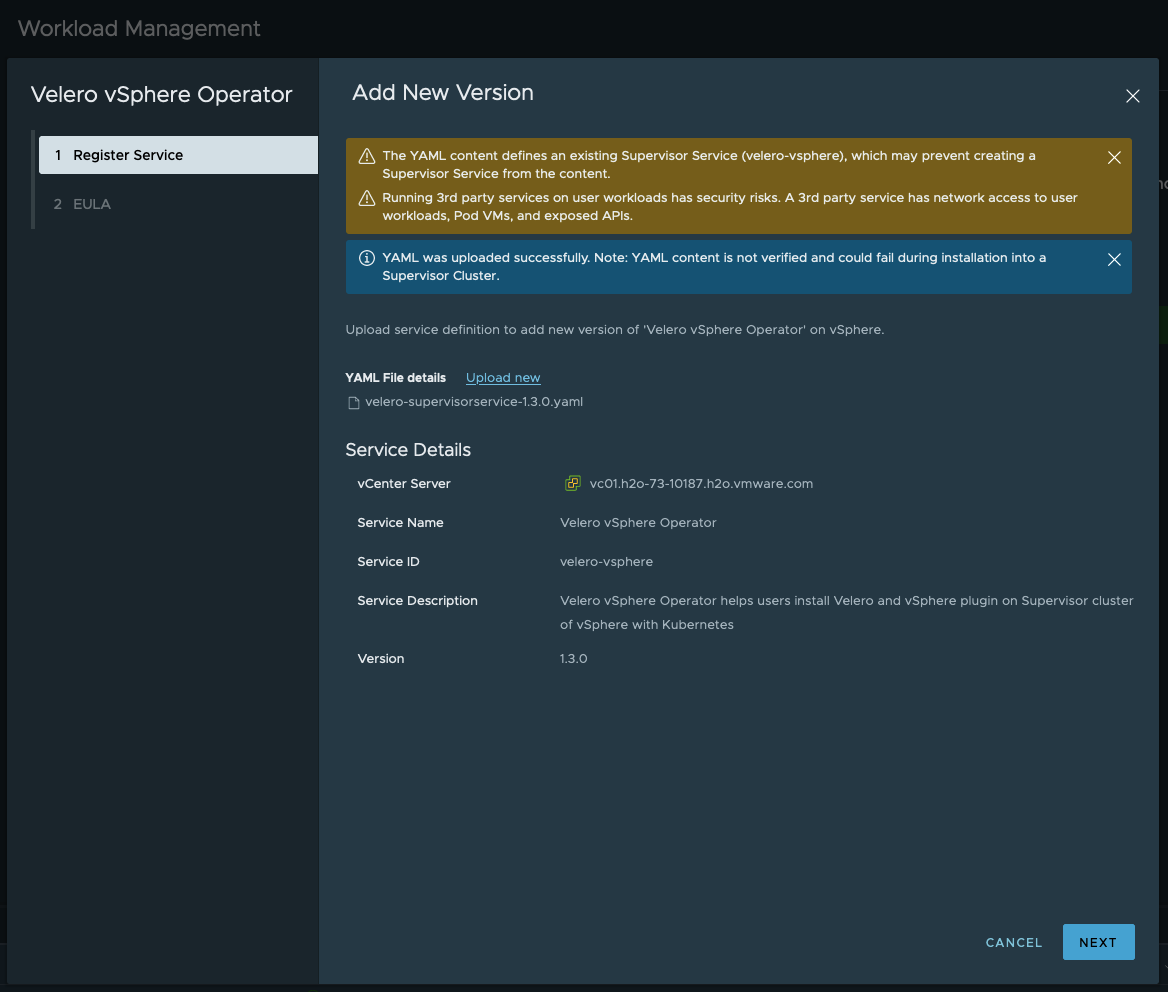 Workload Management
Velero vSphere Operator
1 Register Service
2 EULA
Add New Version
The YAML content defines an existing Supervisor Service (velero-vsphere), which may prevent creating a
Supervisor Service from the content.
Running 3rd party services on user workloads has security risks. A 3rd party service has network access to user
workloads, Pod VMs, and exposed APIs.
YAML was uploaded successfully. Note: YAML content is not verified and could fail during installation into a
Supervisor Cluster.
Upload service definition to add new version of 'Velero vSphere Operator' on vSphere.
YAML File details Upload new
velero-supervisorservice-1.3.0.yaml
Service Details
vCenter Server vc01.h2o-73-10187.h2o.vmware.com
Service Name Velero vSphere Operator
Service ID velero-vsphere
Service Description Velero vSphere Operator helps users install Velero and vSphere plugin on Supervisor cluster
of vSphere with Kubernetes
Version 1.3.0
CANCEL NEXT